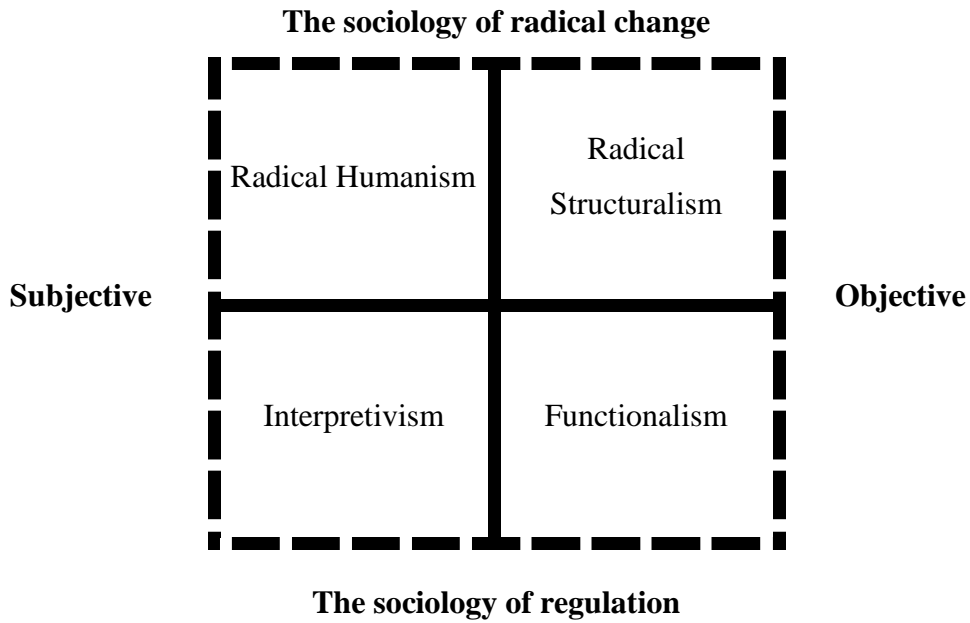 The sociology of radical change
Radical Humanism
Radical
Structuralism
Subjective
Objective
Interpretivism
Functionalism
The sociology of regulation